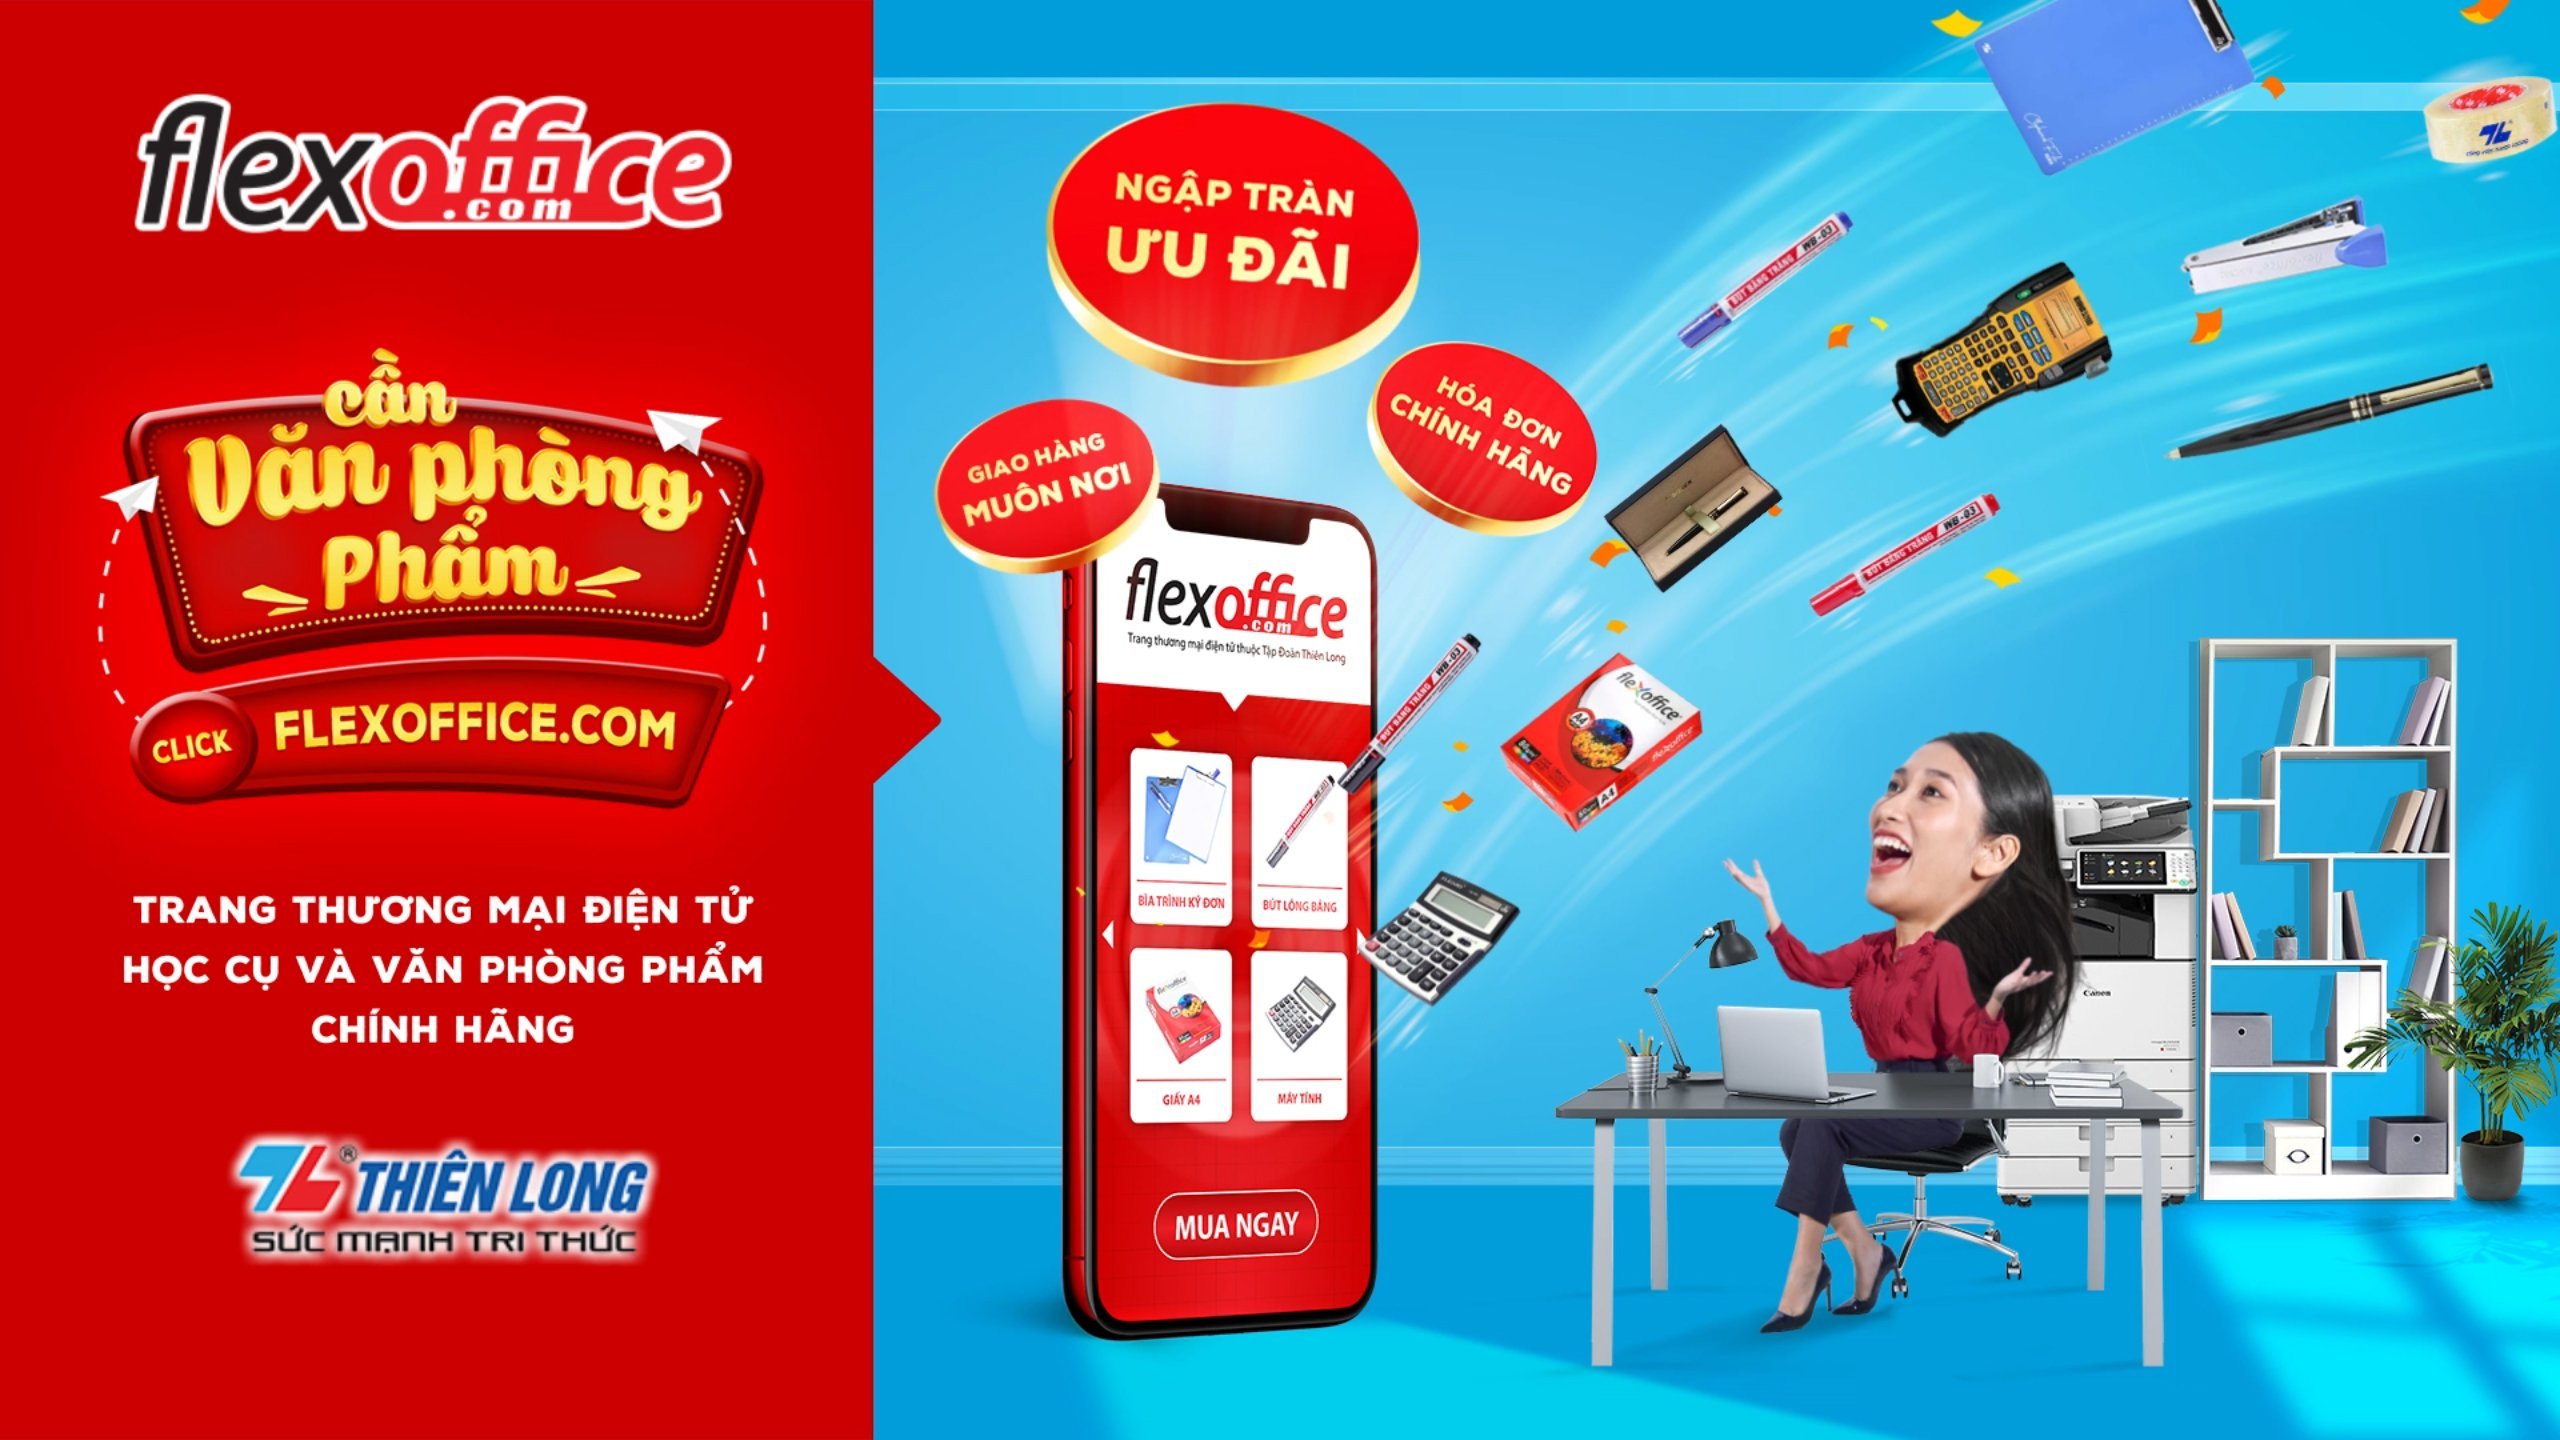 flexoffice
.com
cần
Văn phòng
Phẩm
CLICK
FLEXOFFICE.COM
TRANG THƯƠNG MẠI ĐIỆN TỬ
HỌC CỤ VÀ VĂN PHÒNG PHẨM
CHÍNH HÃNG
TL® THIÊN LONG
SỨC MẠNH TRI THỨC
NGẬP TRÀN
ƯU ĐÃI
GIAO HÀNG
MUÔN NƠI
HÓA ĐƠN
CHÍNH HÃNG
flexoffice
.com
Trang thương mại điện tử thuộc Tập Đoàn Thiên Long
BÌA TRÌNH KÝ ĐƠN
BÚT LÔNG BẢNG
GIẤY A4
MÁY TÍNH
MUA NGAY
BÚT BẢNG TRẮNG WB-03
BÚT BẢNG TRẮNG WB-03
BÚT BẢNG TRẮNG WB-03
flexoffice
A4
flexoffice
A4
Canon